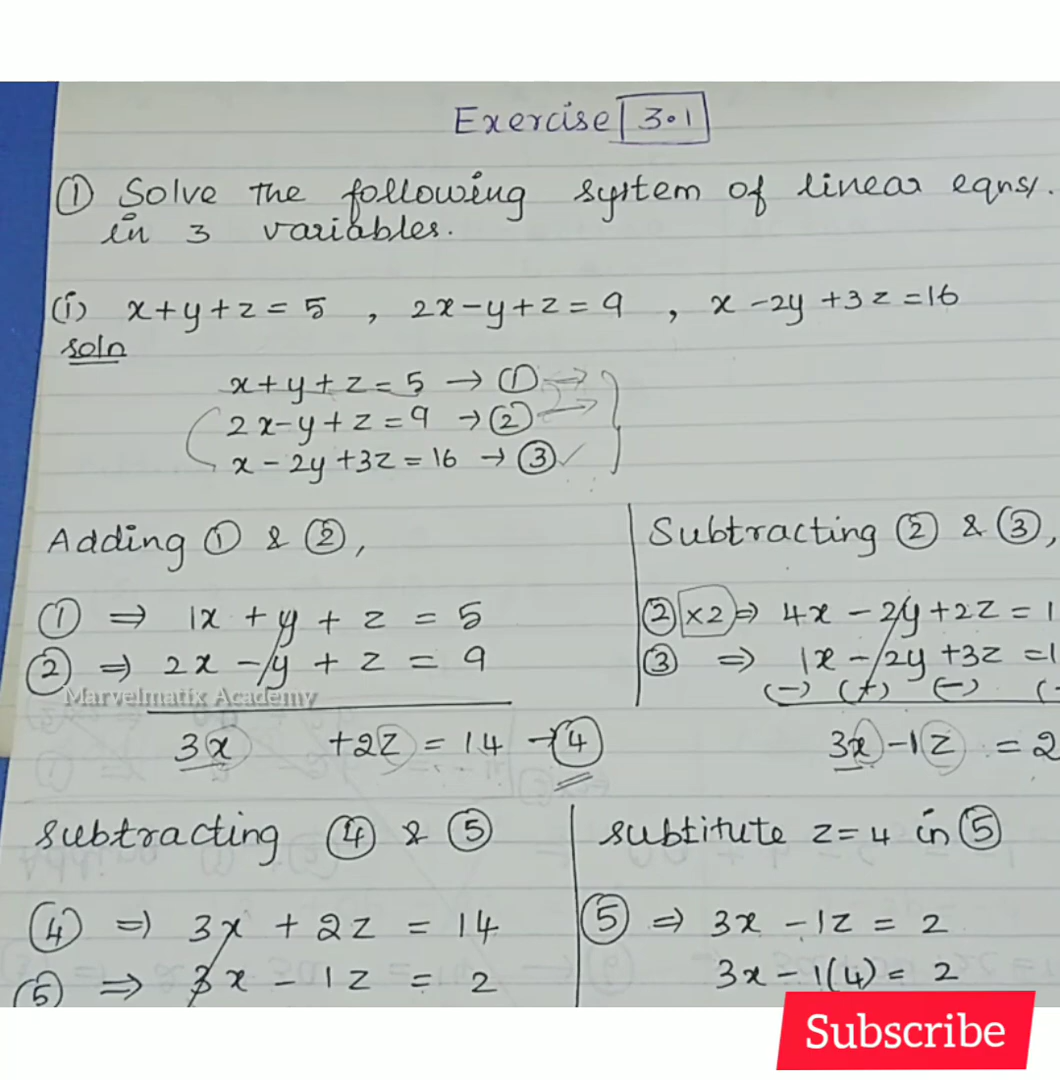 Exercise 3.1
① Solve the following system of linear eqns/.
in 3 variables.
(i) x+y+z=5 , 2x-y+z=9 , x-2y+3z=16
soln
x+y+z=5 → ①
2x-y+z=9 → ②
x-2y+3z=16 → ③
Adding ① & ②,
① ⇒ 1x + y + z = 5
② ⇒ 2x - y + z = 9
Marvelmatix Academy
3x +2z = 14 → ④
Subtracting ② & ③,
② ×2 ⇒ 4x - 2y + 2z = 1
③ ⇒ 1x - 2y + 3z = 1
(-) (+) (-) (-
3x - 1z = 2
Subtracting ④ & ⑤
④ ⇒ 3x + 2z = 14
⑤ ⇒ 3x - 1z = 2
subtitute z=4 in ⑤
⑤ ⇒ 3x - 1z = 2
3x - 1(4) = 2
Subscribe